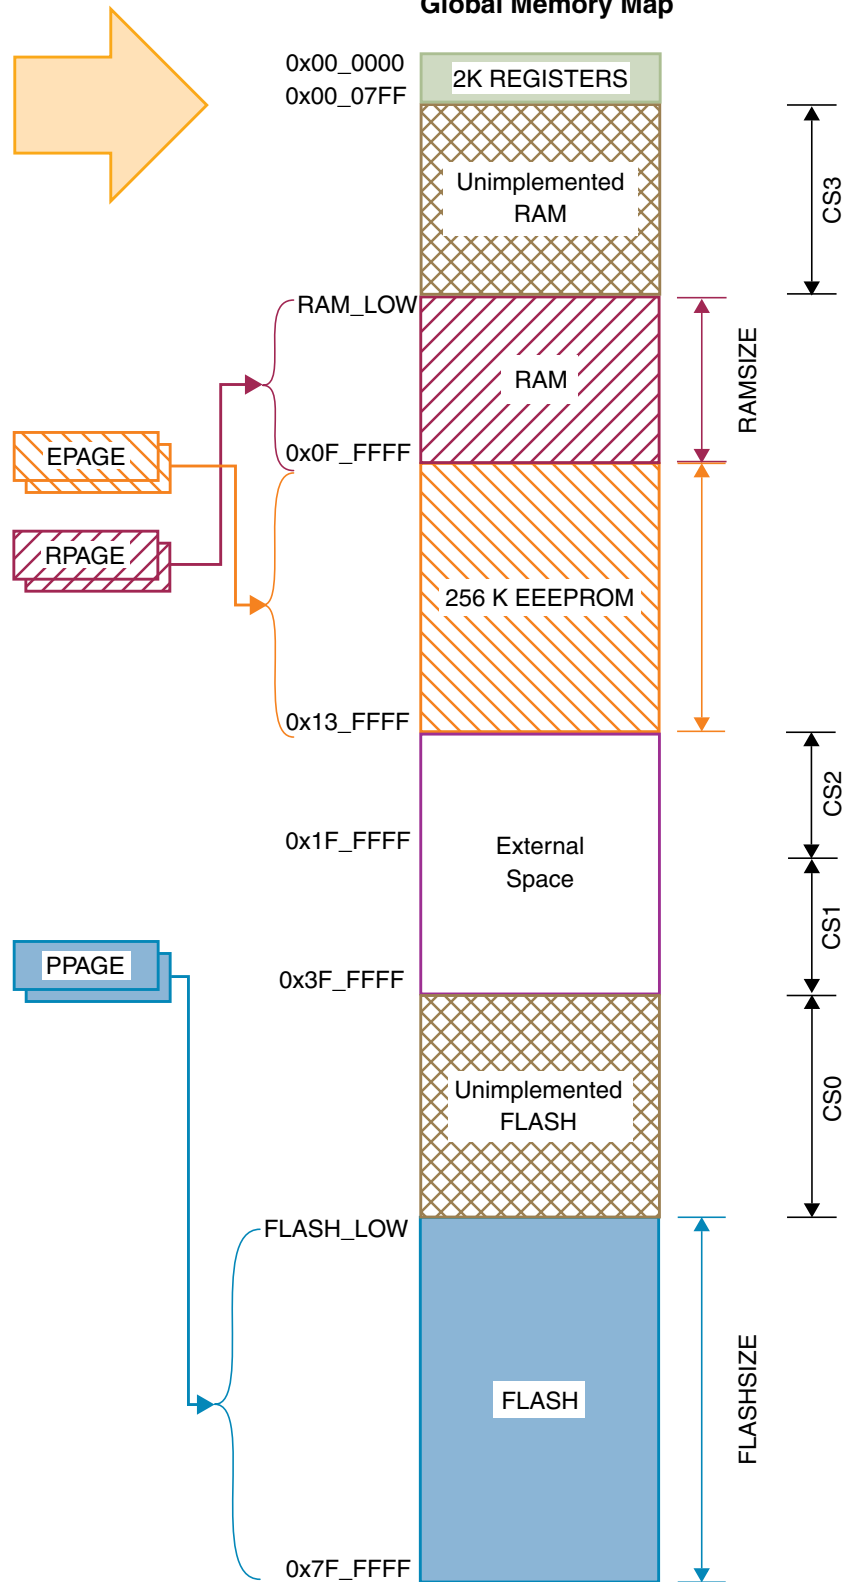 Global Memory Map
0x00_0000
2K REGISTERS
0x00_07FF
Unimplemented
RAM
CS3
RAM_LOW
RAM
RAMSIZE
0x0F_FFFF
EPAGE
RPAGE
256 K EEEPROM
0x13_FFFF
CS2
0x1F_FFFF
External
Space
CS1
PPAGE
0x3F_FFFF
Unimplemented
FLASH
CS0
FLASH_LOW
FLASH
FLASHSIZE
0x7F_FFFF